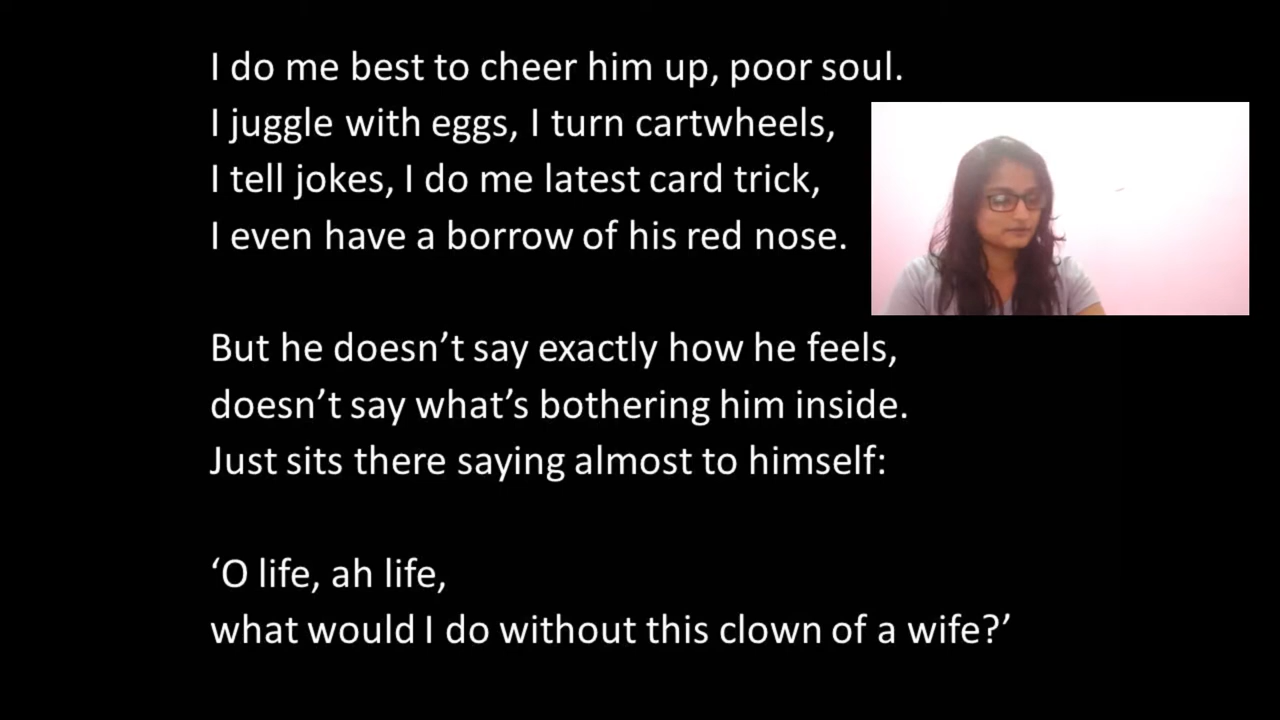 I do me best to cheer him up, poor soul.
I juggle with eggs, I turn cartwheels,
I tell jokes, I do me latest card trick,
I even have a borrow of his red nose.
But he doesn’t say exactly how he feels,
doesn’t say what’s bothering him inside.
Just sits there saying almost to himself:
‘O life, ah life,
what would I do without this clown of a wife?’